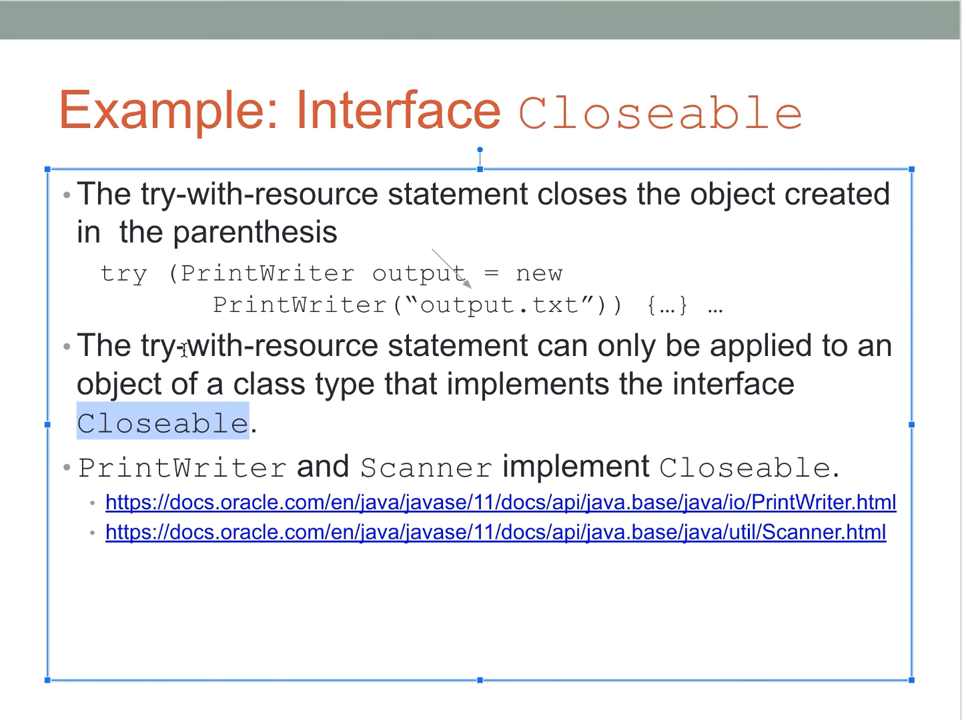 Example: Interface Closeable
• The try-with-resource statement closes the object created
in the parenthesis
try (PrintWriter output = new
PrintWriter(“output.txt”)) {…} …
• The try-with-resource statement can only be applied to an
object of a class type that implements the interface
Closeable.
• PrintWriter and Scanner implement Closeable.
• https://docs.oracle.com/en/java/javase/11/docs/api/java.base/java/io/PrintWriter.html
• https://docs.oracle.com/en/java/javase/11/docs/api/java.base/java/util/Scanner.html